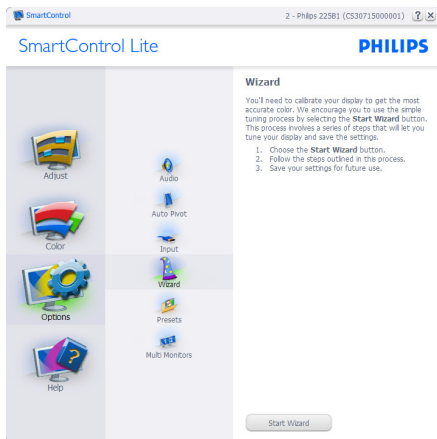 SmartControl
2 - Philips 225B1 (CS30715000001)
?
SmartControl Lite
PHILIPS
Adjust
Color
Options
Help
Audio
Auto Pivot
Input
Wizard
Presets
Multi Monitors
Wizard
You'll need to calibrate your display to get the most
accurate color. We encourage you to use the simple
tuning process by selecting the Start Wizard button.
This process involves a series of steps that will let you
tune your display and save the settings.
1. Choose the Start Wizard button.
2. Follow the steps outlined in this process.
3. Save your settings for future use.
Start Wizard